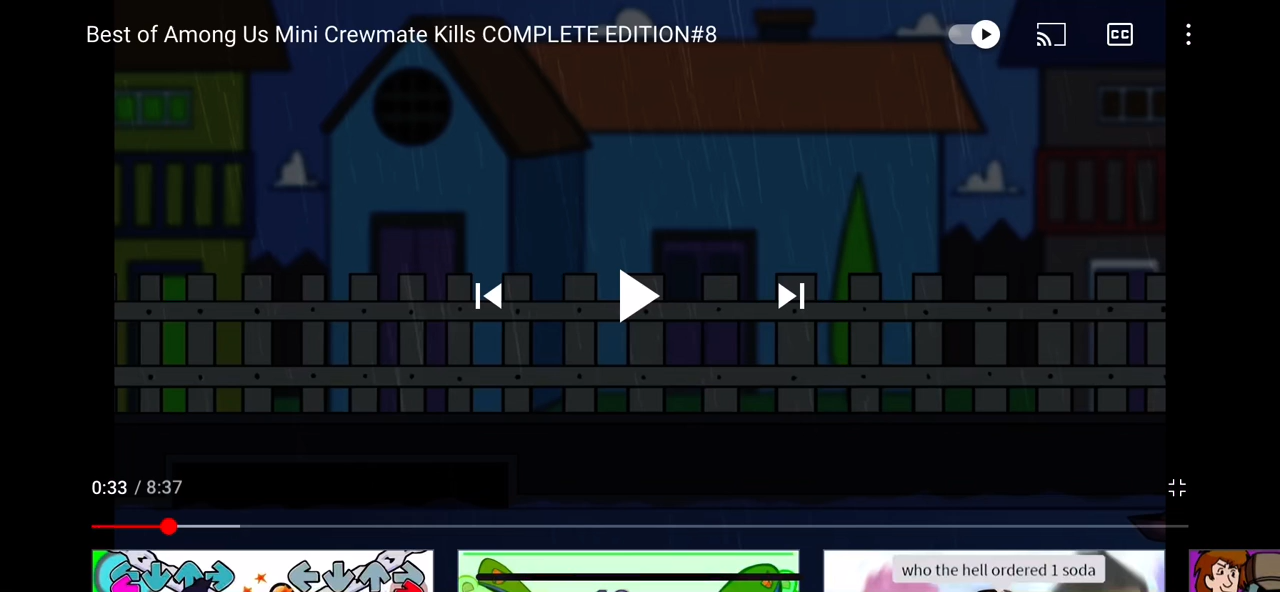 Best of Among Us Mini Crewmate Kills COMPLETE EDITION#8
CC
0:33 / 8:37
who the hell ordered 1 soda